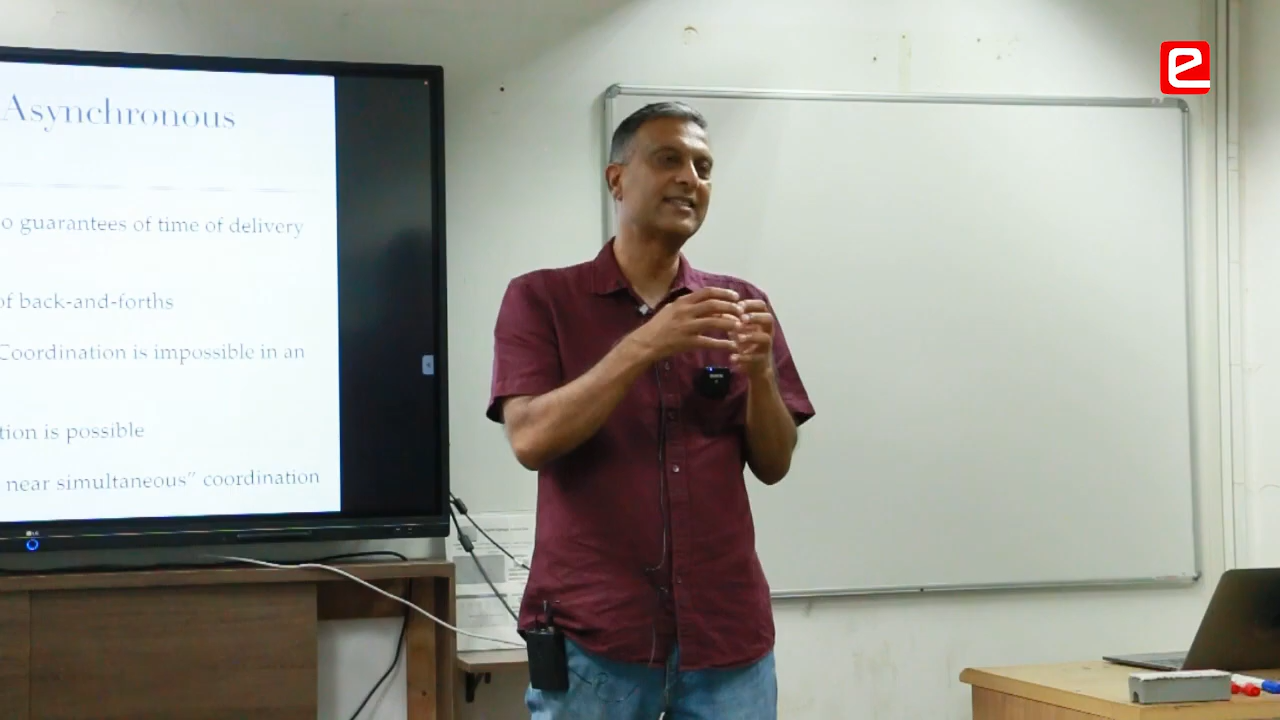 Asynchronous
o guarantees of time of delivery
of back-and-forths
Coordination is impossible in an
tion is possible
near simultaneous” coordination
LG
e